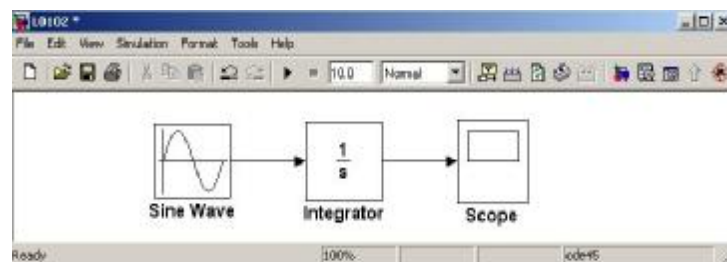 L0102 *
File Edit View Simulation Format Tools Help
10.0 Normal
1
s
Sine Wave Integrator Scope
Ready 100% ode45